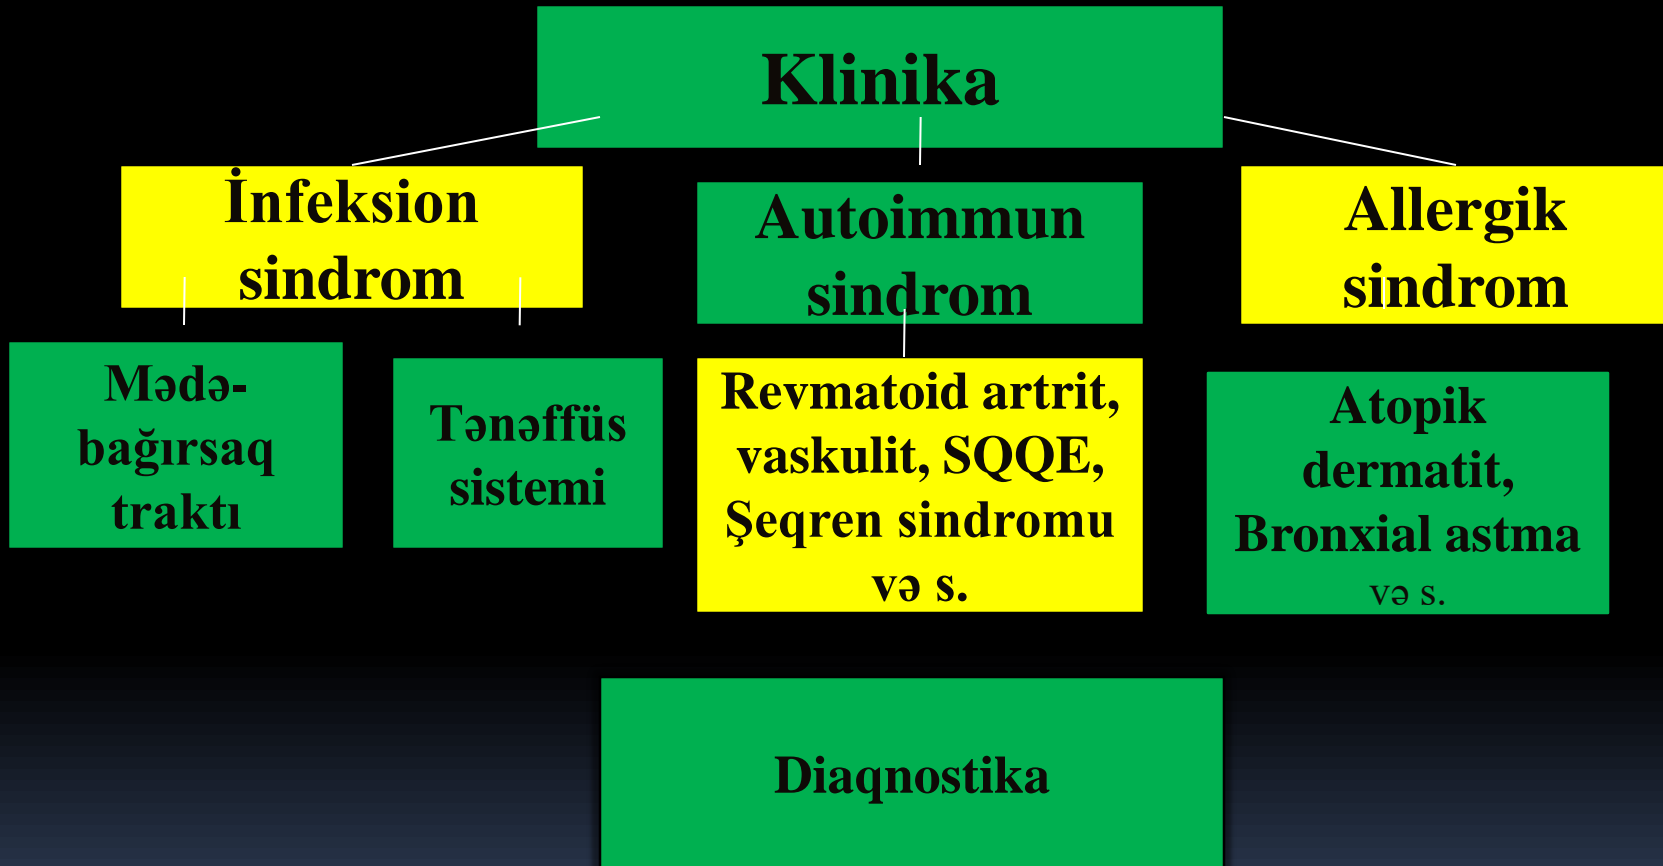 Klinika
İnfeksion
sindrom
Autoimmun
sindrom
Allergik
sindrom
Mədə-
bağırsaq
traktı
Tənəffüs
sistemi
Revmatoid artrit,
vaskulit, SQQE,
Şeqren sindromu
və s.
Atopik
dermatit,
Bronxial astma
və s.
Diaqnostika